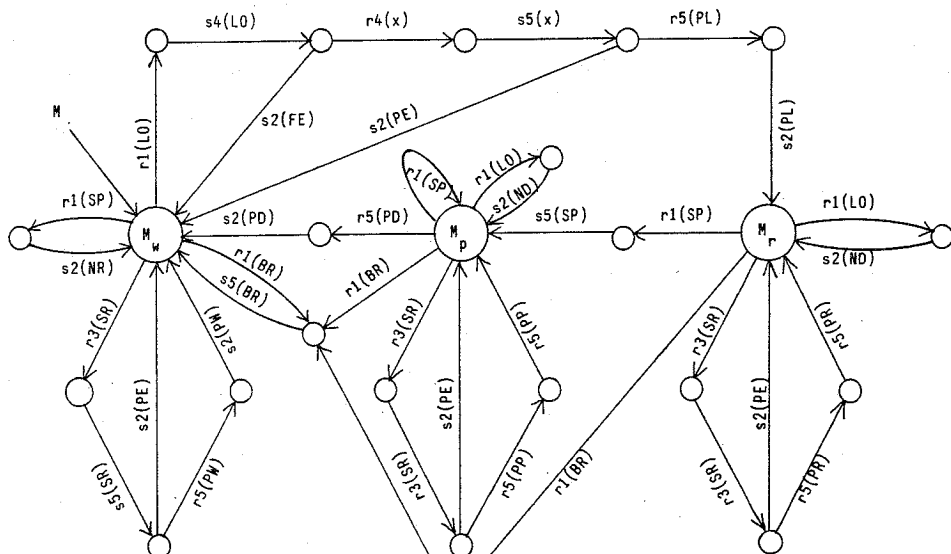 s4(LO) r4(x) s5(x) r5(PL)
M
r1(LO) s2(FE) s2(PE) s2(PL)
r1(SP) r1(LO) r1(SP) s2(ND) r1(LO)
s2(PD) r5(PD) s5(SP) r1(SP)
M w M p M r
s2(NR) s2(ND)
r1(BR) s5(BR) r1(BR)
r3(SR) s2(PW) r3(SR) r5(PP) r3(SR) r5(PR)
s2(PE) s2(PE) s2(PE)
r1(BR)
s5(SR) r5(PW) r3(SR) r5(PP) r3(SR) r5(PR)